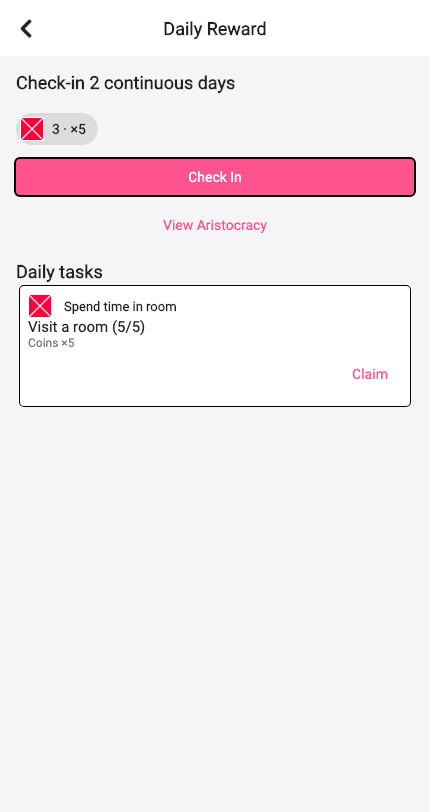 Daily Reward
Check-in 2 continuous days
3 · ×5
Check In
View Aristocracy
Daily tasks
Spend time in room
Visit a room (5/5)
Coins ×5
Claim